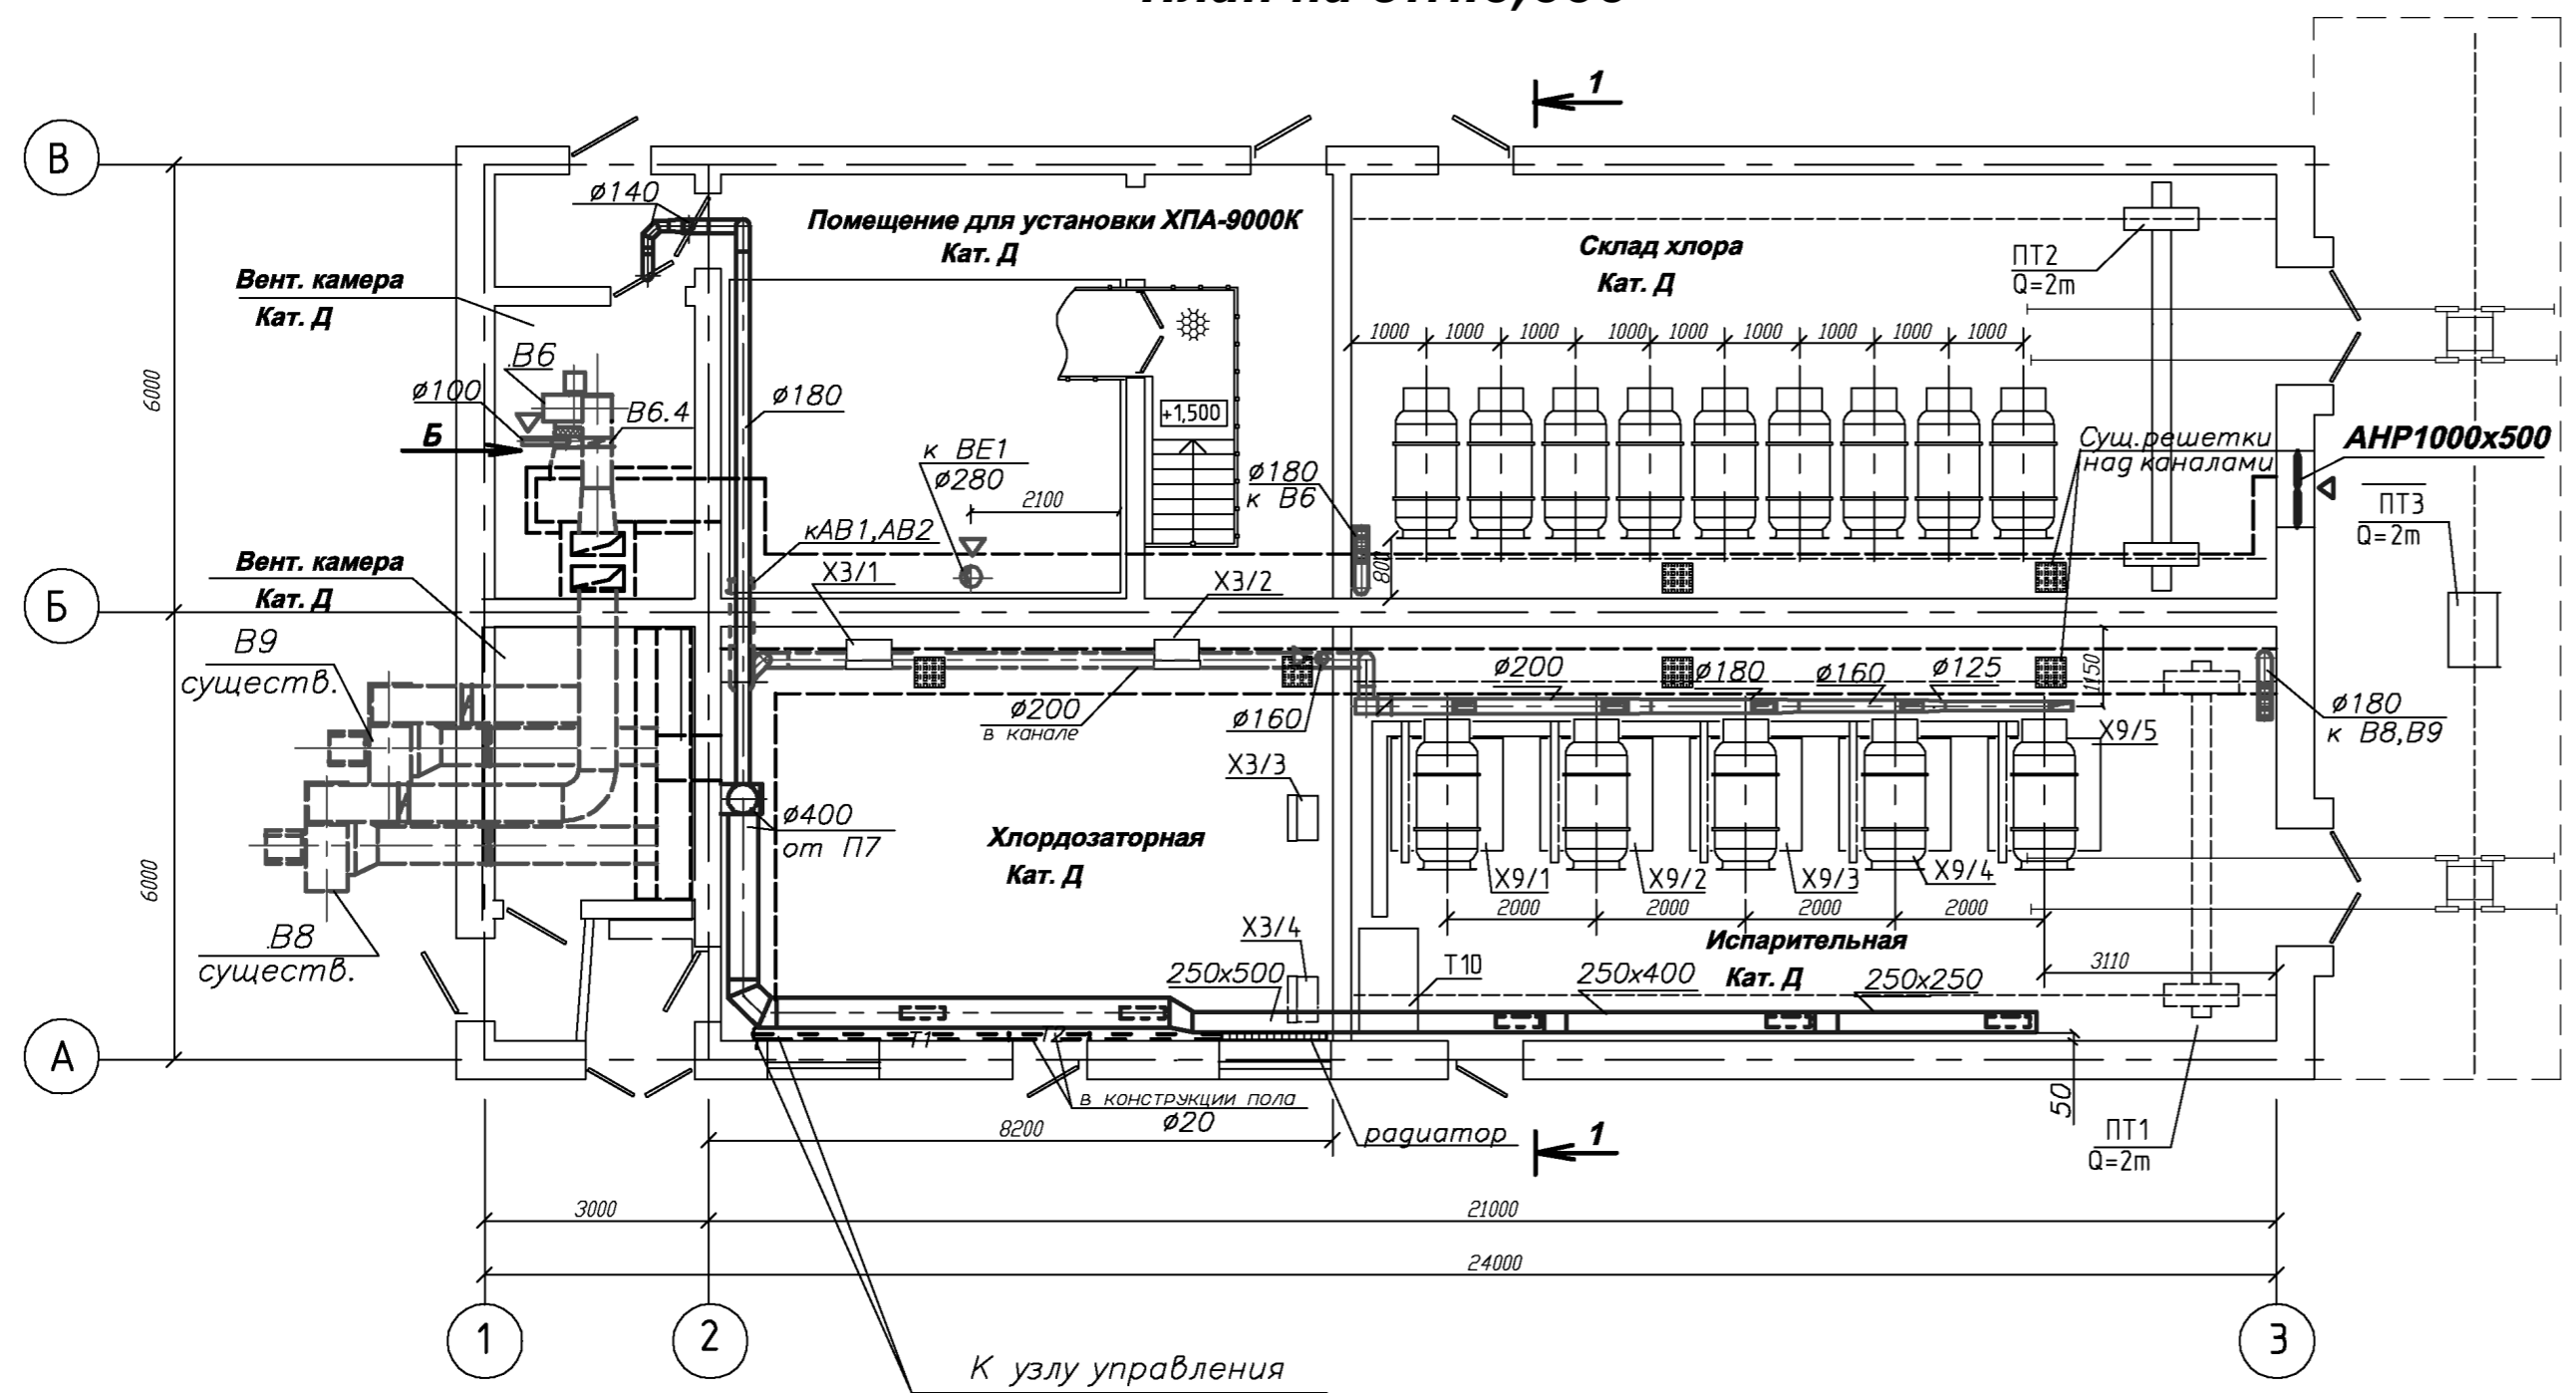 1
В
ø140
Помещение для установки ХПА-9000К
Кат. Д
Склад хлора
Кат. Д
ПТ2
Q=2т
Вент. камера
Кат. Д
1000 1000 1000 1000 1000 1000 1000 1000 1000
6000
В6
ø100
В6.4
ø180
+1,500
Б
к ВЕ1
ø280
2100
ø180
к В6
Сущ.решетки
над каналами
АНР1000х500
ПТ3
Q=2т
кАВ1,АВ2
Вент. камера
Кат. Д
Х3/1
Х3/2
800
Б
В9
существ.
ø200
ø180
ø160
ø125
1150
ø200
в канале
ø160
ø180
к В8,В9
Х9/5
Х3/3
6000
ø400
от П7
Хлордозаторная
Кат. Д
Х9/1
Х9/2
Х9/3
Х9/4
2000 2000 2000 2000
.В8
существ.
Х3/4
250х500
Т10
Испарительная
Кат. Д
250х400
250х250
3110
А
Т1
Т2
в конструкции пола
ø20
50
8200
радиатор
1
ПТ1
Q=2т
3000
21000
24000
1
2
3
К узлу управления